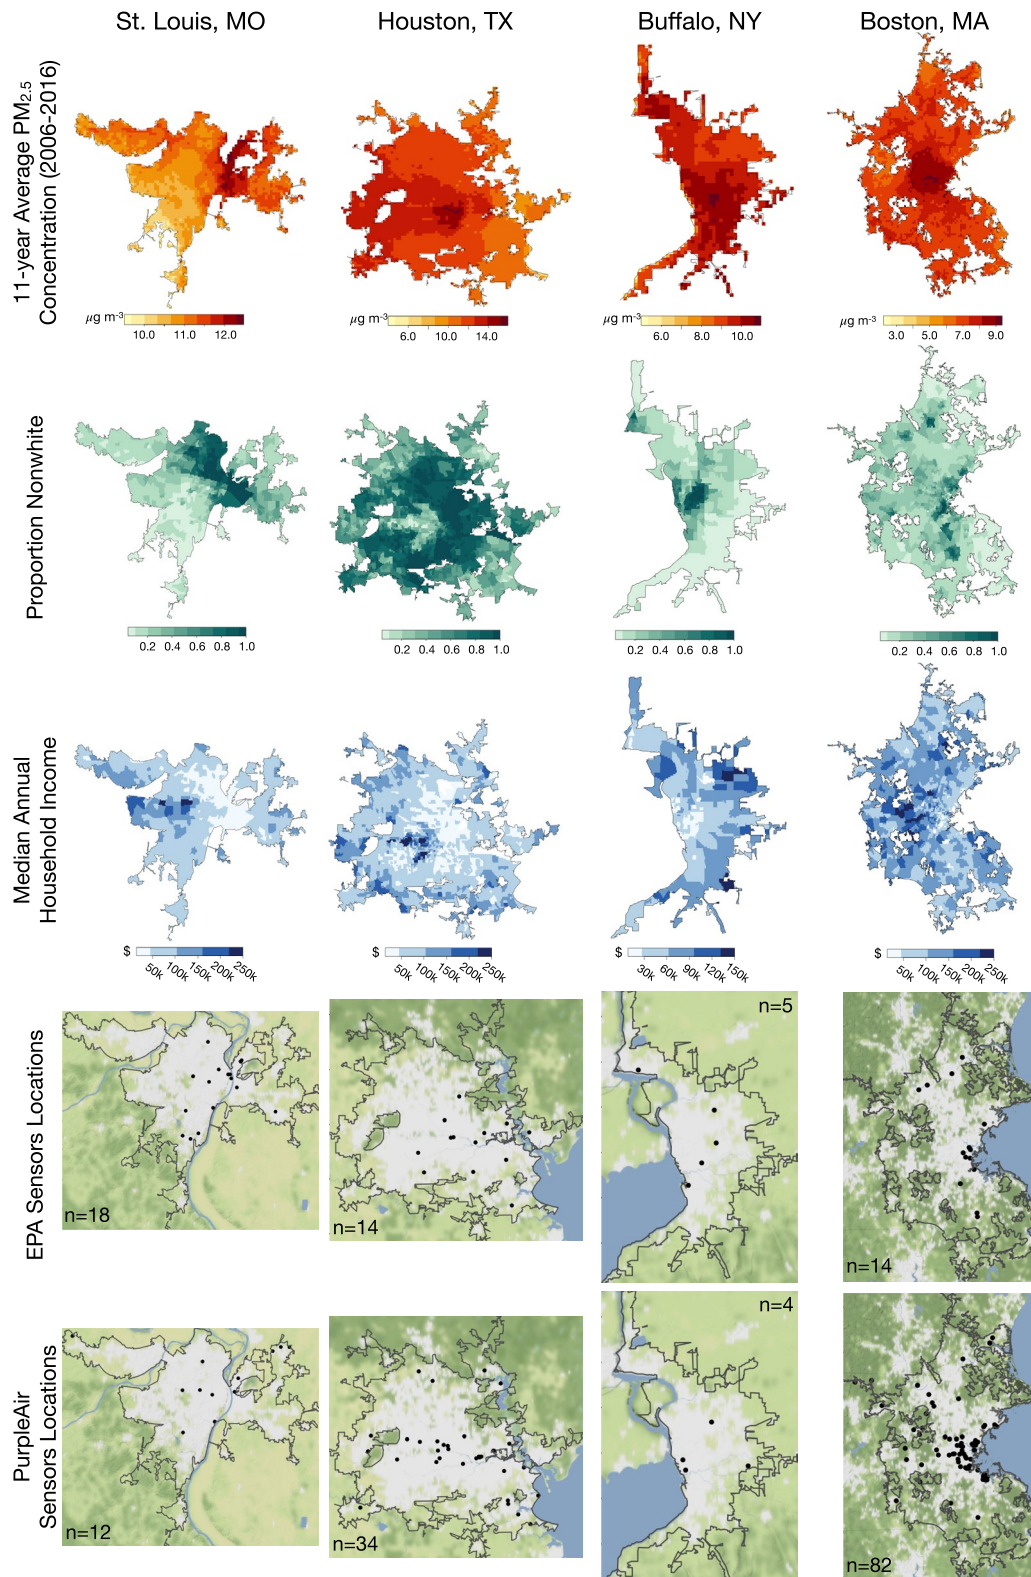 St. Louis, MO
Houston, TX
Buffalo, NY
Boston, MA
11-year Average PM2.5
Concentration (2006-2016)
μg m-3
10.0 11.0 12.0
μg m-3
6.0 10.0 14.0
μg m-3
6.0 8.0 10.0
μg m-3
3.0 5.0 7.0 9.0
Proportion Nonwhite
0.2 0.4 0.6 0.8 1.0
0.2 0.4 0.6 0.8 1.0
0.2 0.4 0.6 0.8 1.0
0.2 0.4 0.6 0.8 1.0
Median Annual
Household Income
$
50k 100k 150k 200k 250k
$
50k 100k 150k 200k 250k
$
30k 60k 90k 120k 150k
$
50k 100k 150k 200k 250k
EPA Sensors Locations
n=18
n=14
n=5
n=14
PurpleAir
Sensors Locations
n=12
n=34
n=4
n=82